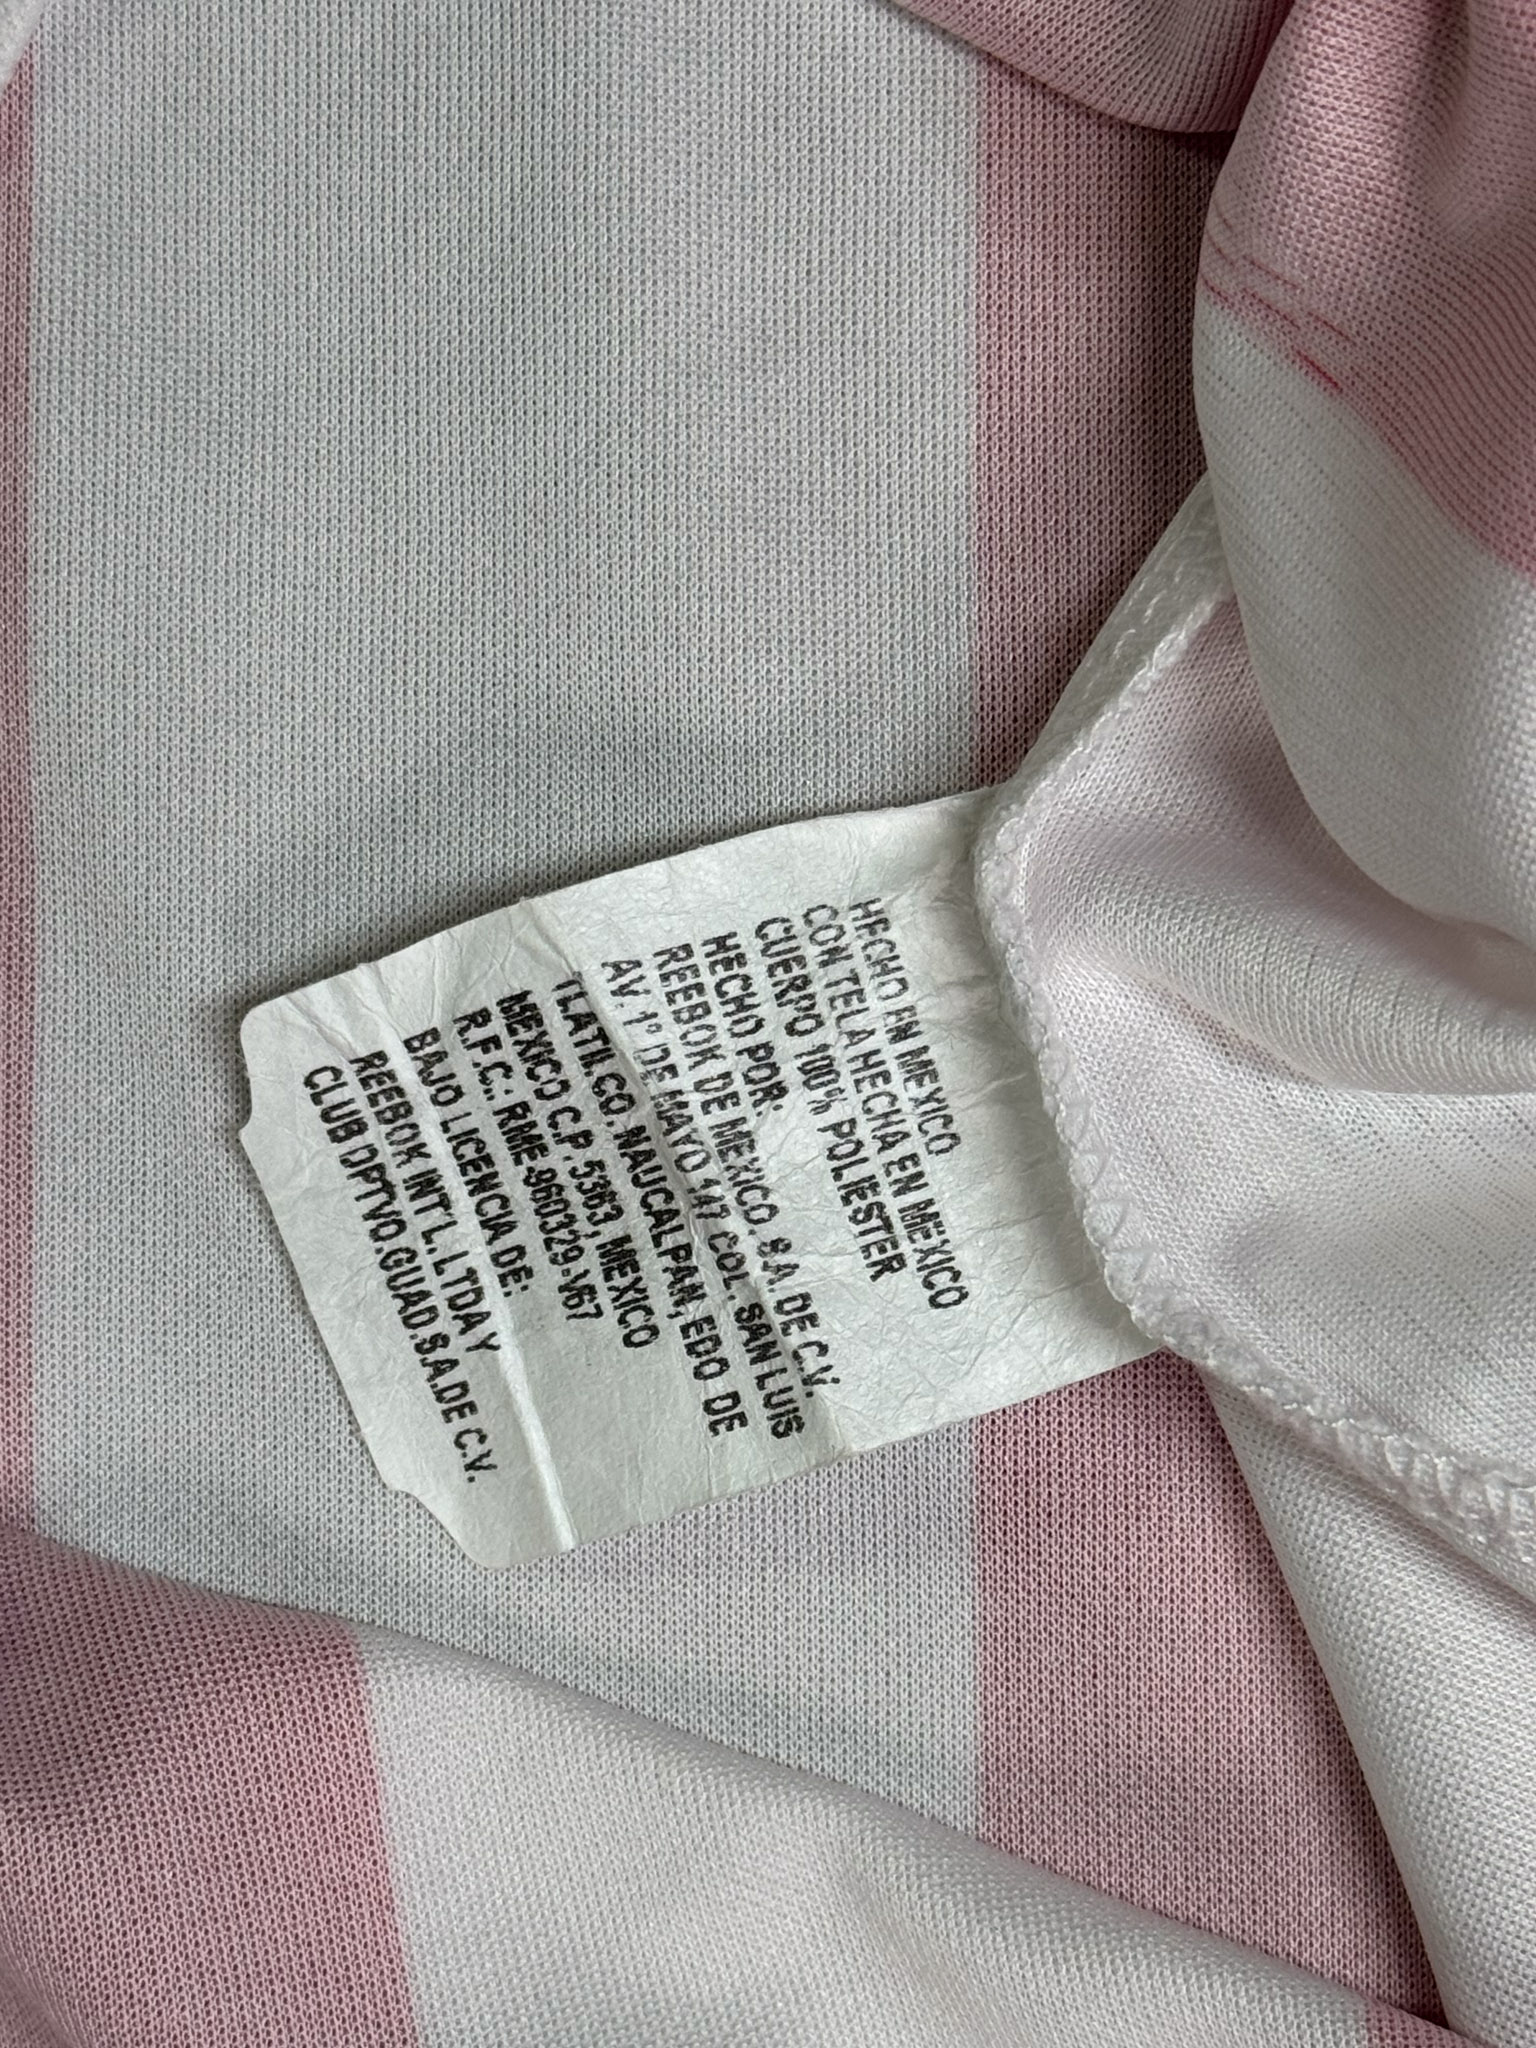 HECHO EN MEXICO
CON TELA HECHA EN MEXICO
CUERPO 100% POLIESTER
HECHO POR:
REEBOK DE MEXICO. S.A. DE C.V.
AV. 1° DE MAYO 147 COL. SAN LUIS
TLATILCO. NAUCALPAN, EDO DE
MEXICO C.P. 5363, MEXICO
R.F.C.: RME-960329-V67
BAJO LICENCIA DE:
REEBOK INT'L. LTDA Y
CLUB DPTVO.GUAD.S.A.DE C.V.